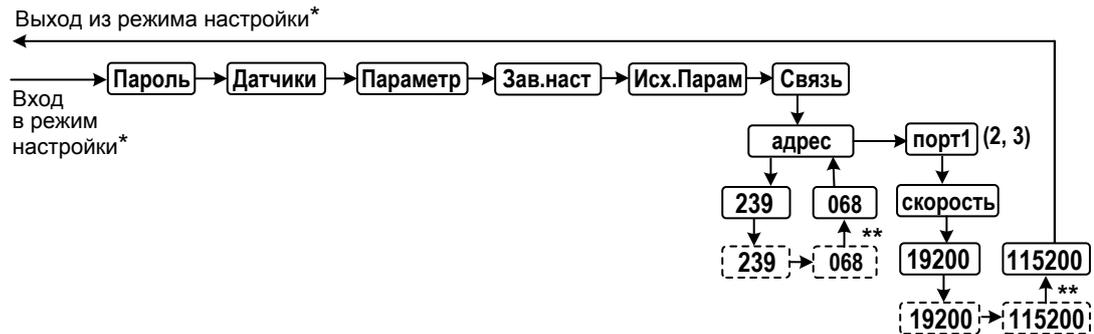 Выход из режима настройки*
Пароль Датчики Параметр Зав.наст Исх.Парам Связь
Вход
в режим
настройки*
адрес порт1 (2, 3)
239 068 скорость
**
239 068 19200 115200
**
19200 115200